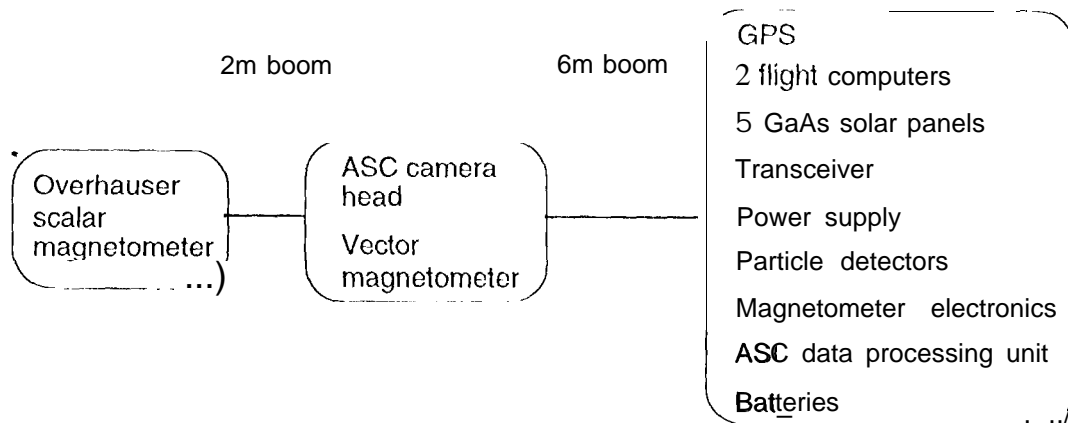 2m boom
6m boom
Overhauser
scalar
magnetometer
...)
ASC camera
head
Vector
magnetometer
GPS
2 flight computers
5 GaAs solar panels
Transceiver
Power supply
Particle detectors
Magnetometer electronics
ASC data processing unit
Batteries